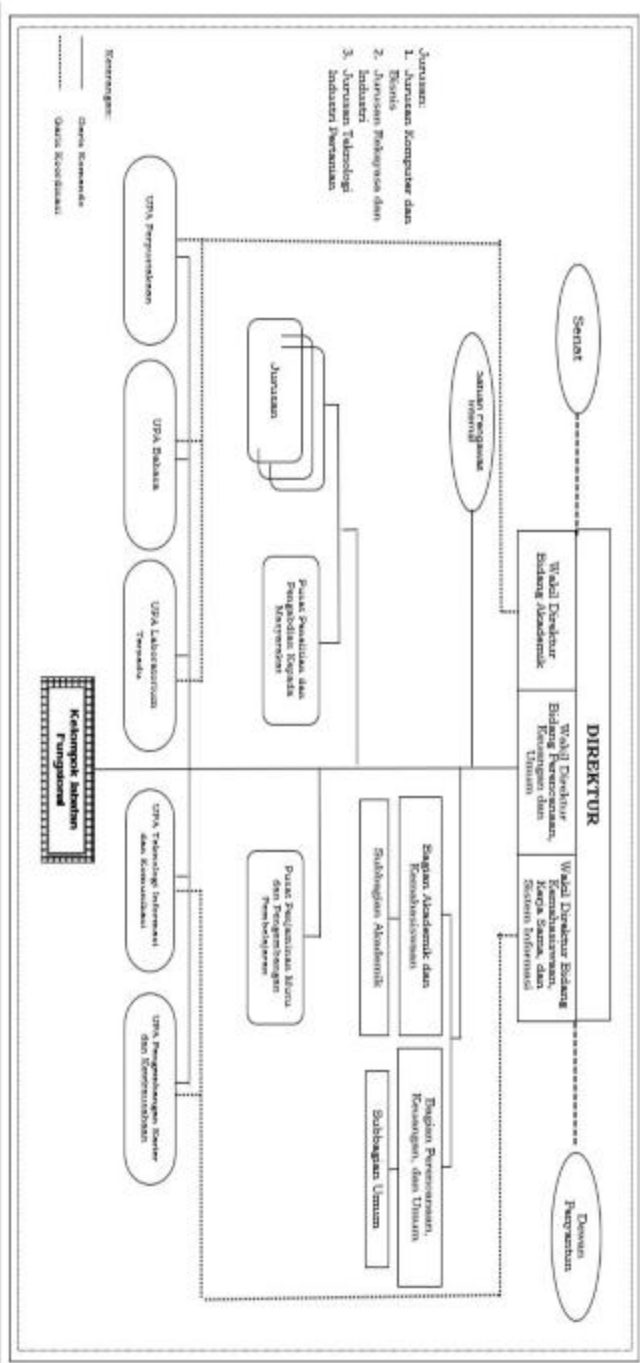 DIREKTUR
Wakil Direktur
Bidang Akademik
Wakil Direktur
Bidang Perencanaan,
Keuangan dan
Umum
Wakil Direktur Bidang
Kemahasiswaan,
Kerja Sama, dan
Sistem Informasi
Senat
Dewan
Penyantun
Satuan Pengawas
Internal
Bagian Akademik dan
Kemahasiswaan
Subbagian Akademik
Bagian Perencanaan,
Keuangan, dan Umum
Subbagian Umum
Jurusan:
1. Jurusan Komputer dan
Bisnis
2. Jurusan Rekayasa dan
Industri
3. Jurusan Teknologi
Industri Pertanian
Jurusan
Pusat Penelitian dan
Pengabdian Kepada
Masyarakat
Pusat Penjaminan Mutu
dan Pengembangan
Pembelajaran
UPA Perpustakaan
UPA Bahasa
UPA Laboratorium
Terpadu
UPA Teknologi Informasi
dan Komunikasi
UPA Pengembangan Karier
dan Kewirausahaan
Kelompok Jabatan
Fungsional
Keterangan:
Garis Komando
Garis Koordinasi